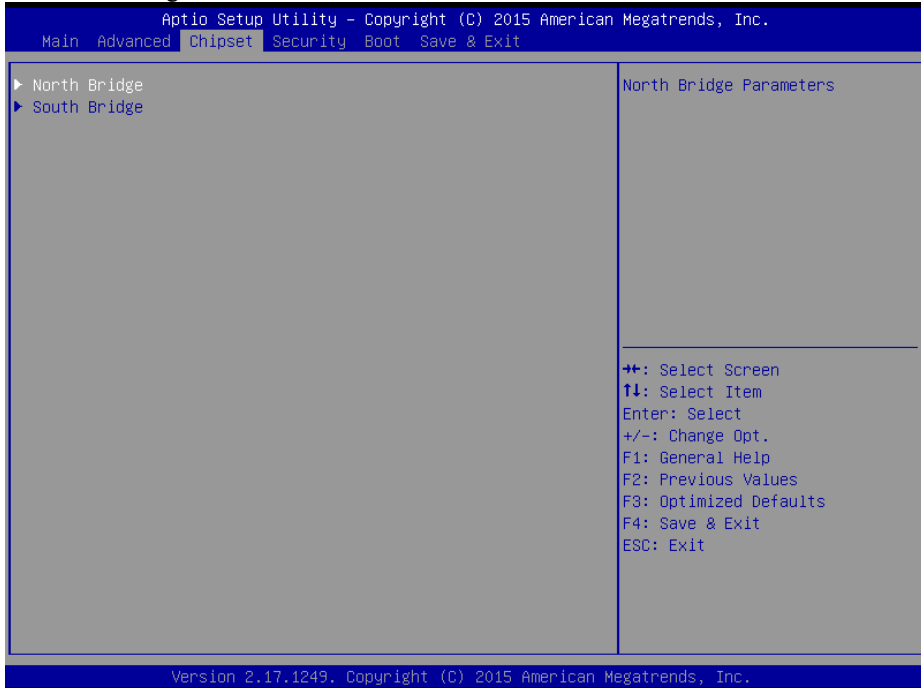 Aptio Setup Utility – Copyright (C) 2015 American Megatrends, Inc.
Main Advanced Chipset Security Boot Save & Exit
▶ North Bridge
▶ South Bridge
North Bridge Parameters
→←: Select Screen
↑↓: Select Item
Enter: Select
+/-: Change Opt.
F1: General Help
F2: Previous Values
F3: Optimized Defaults
F4: Save & Exit
ESC: Exit
Version 2.17.1249. Copyright (C) 2015 American Megatrends, Inc.